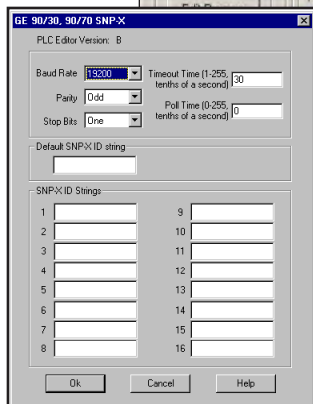 GE 90/30, 90/70 SNP-X
PLC Editor Version: B
Baud Rate 19200
Parity Odd
Stop Bits One
Timeout Time (1-255, tenths of a second) 30
Poll Time (0-255, tenths of a second) 0
Default SNP-X ID string
SNP-X ID Strings
1 9
2 10
3 11
4 12
5 13
6 14
7 15
8 16
Ok Cancel Help